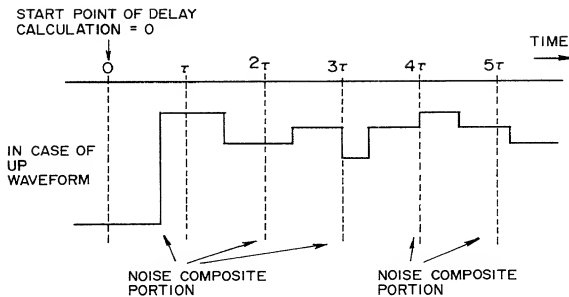 START POINT OF DELAY
CALCULATION = 0
TIME
0 τ 2τ 3τ 4τ 5τ
IN CASE OF
UP
WAVEFORM
NOISE COMPOSITE
PORTION
NOISE COMPOSITE
PORTION